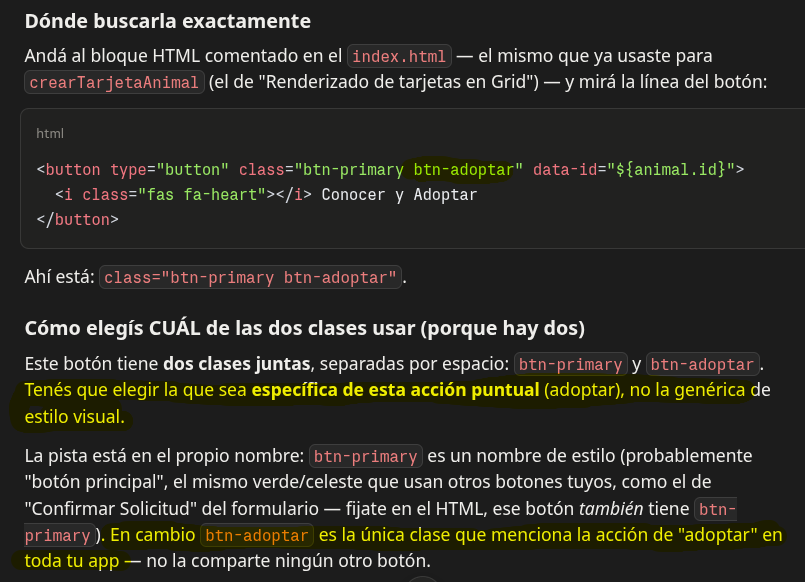 Dónde buscarla exactamente
Andá al bloque HTML comentado en el index.html — el mismo que ya usaste para
crearTarjetaAnimal (el de "Renderizado de tarjetas en Grid") — y mirá la línea del botón:
html
<button type="button" class="btn-primary btn-adoptar" data-id="${animal.id}">
  <i class="fas fa-heart"></i> Conocer y Adoptar
</button>
Ahí está: class="btn-primary btn-adoptar".
Cómo elegís CUÁL de las dos clases usar (porque hay dos)
Este botón tiene dos clases juntas, separadas por espacio: btn-primary y btn-adoptar.
Tenés que elegir la que sea específica de esta acción puntual (adoptar), no la genérica de
estilo visual.
La pista está en el propio nombre: btn-primary es un nombre de estilo (probablemente
"botón principal", el mismo verde/celeste que usan otros botones tuyos, como el de
"Confirmar Solicitud" del formulario — fijate en el HTML, ese botón también tiene btn-
primary). En cambio btn-adoptar es la única clase que menciona la acción de "adoptar" en
toda tu app — no la comparte ningún otro botón.